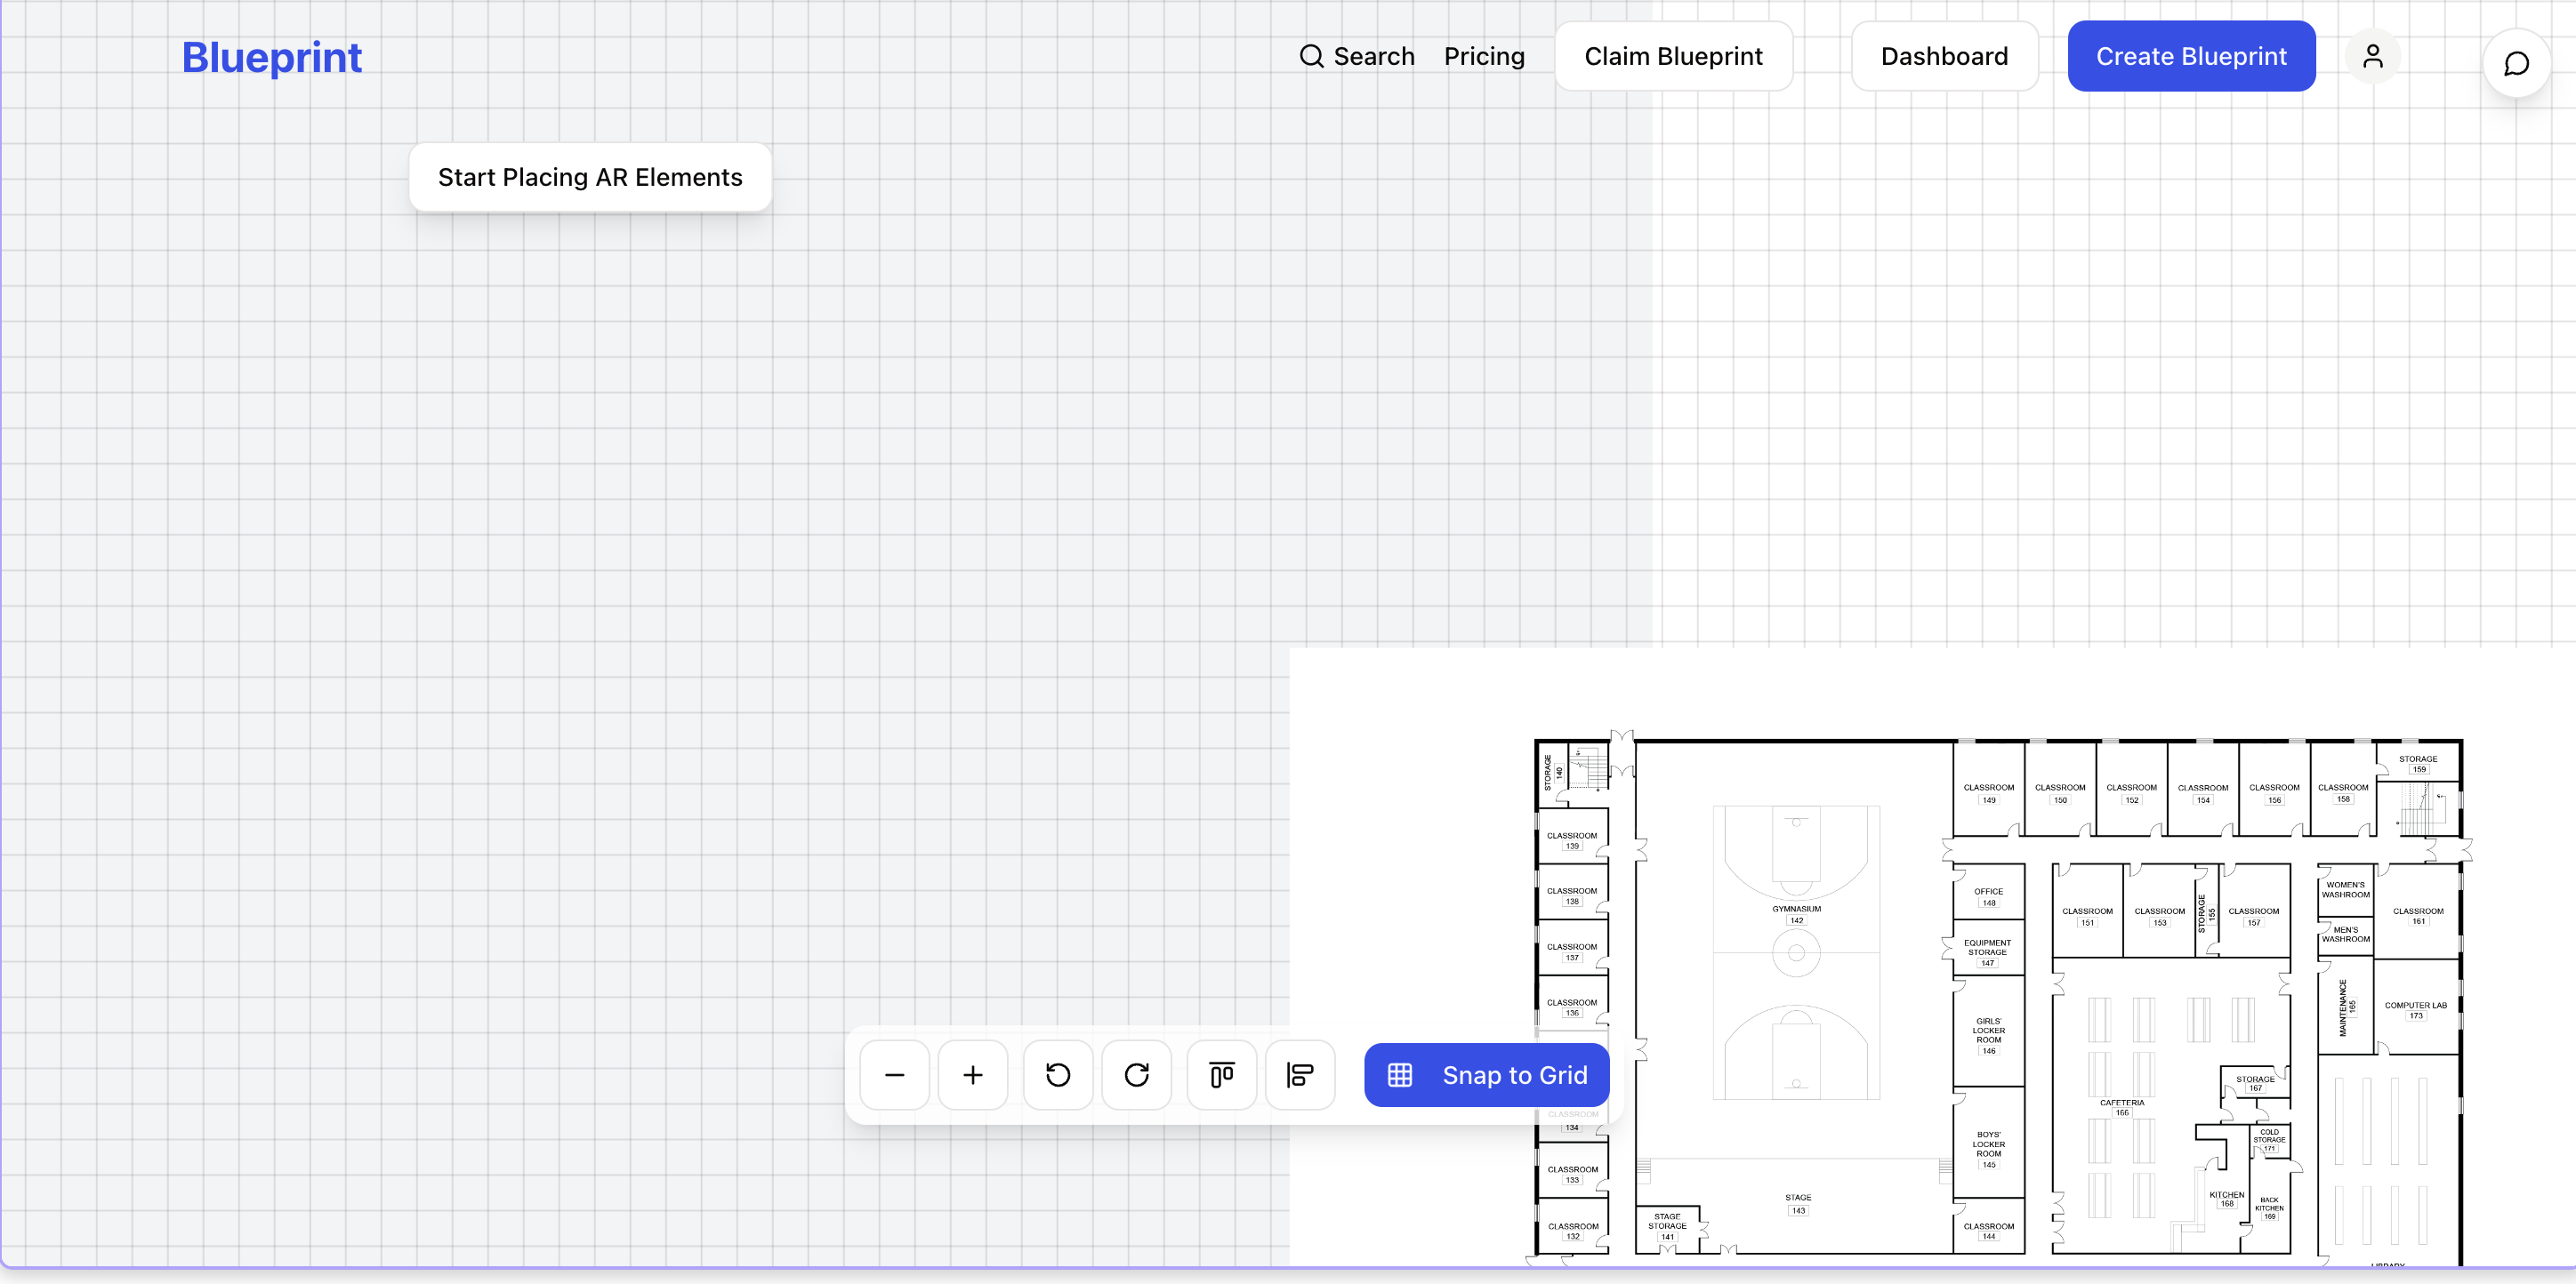 Blueprint
Search
Pricing
Claim Blueprint
Dashboard
Create Blueprint
Start Placing AR Elements
STORAGE
140
CLASSROOM
139
CLASSROOM
138
CLASSROOM
137
CLASSROOM
136
CLASSROOM
134
CLASSROOM
133
CLASSROOM
132
GYMNASIUM
142
STAGE
143
STAGE
STORAGE
141
CLASSROOM
149
CLASSROOM
150
CLASSROOM
152
CLASSROOM
154
CLASSROOM
156
CLASSROOM
158
STORAGE
159
OFFICE
148
EQUIPMENT
STORAGE
147
GIRLS'
LOCKER
ROOM
146
BOYS'
LOCKER
ROOM
145
CLASSROOM
144
CLASSROOM
151
CLASSROOM
153
STORAGE
155
CLASSROOM
157
WOMEN'S
WASHROOM
MEN'S
WASHROOM
CLASSROOM
161
MAINTENANCE
165
COMPUTER LAB
173
CAFETERIA
166
STORAGE
167
COLD
STORAGE
171
KITCHEN
168
BACK
KITCHEN
169
LIBRARY
Snap to Grid